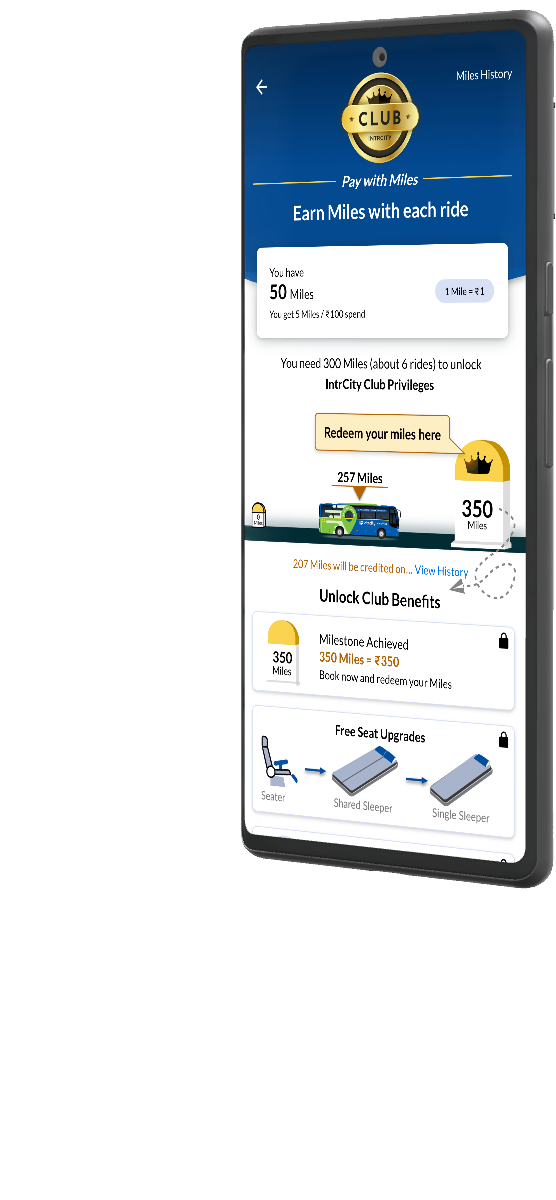 Miles History
CLUB
INTRCITY
Pay with Miles
Earn Miles with each ride
You have
50 Miles
1 Mile = ₹1
You get 5 Miles / ₹100 spend
You need 300 Miles (about 6 rides) to unlock
IntrCity Club Privileges
Redeem your miles here
257 Miles
0
Miles
350
Miles
207 Miles will be credited on... View History
Unlock Club Benefits
350
Miles
Milestone Achieved
350 Miles = ₹350
Book now and redeem your Miles
Free Seat Upgrades
Seater
Shared Sleeper
Single Sleeper